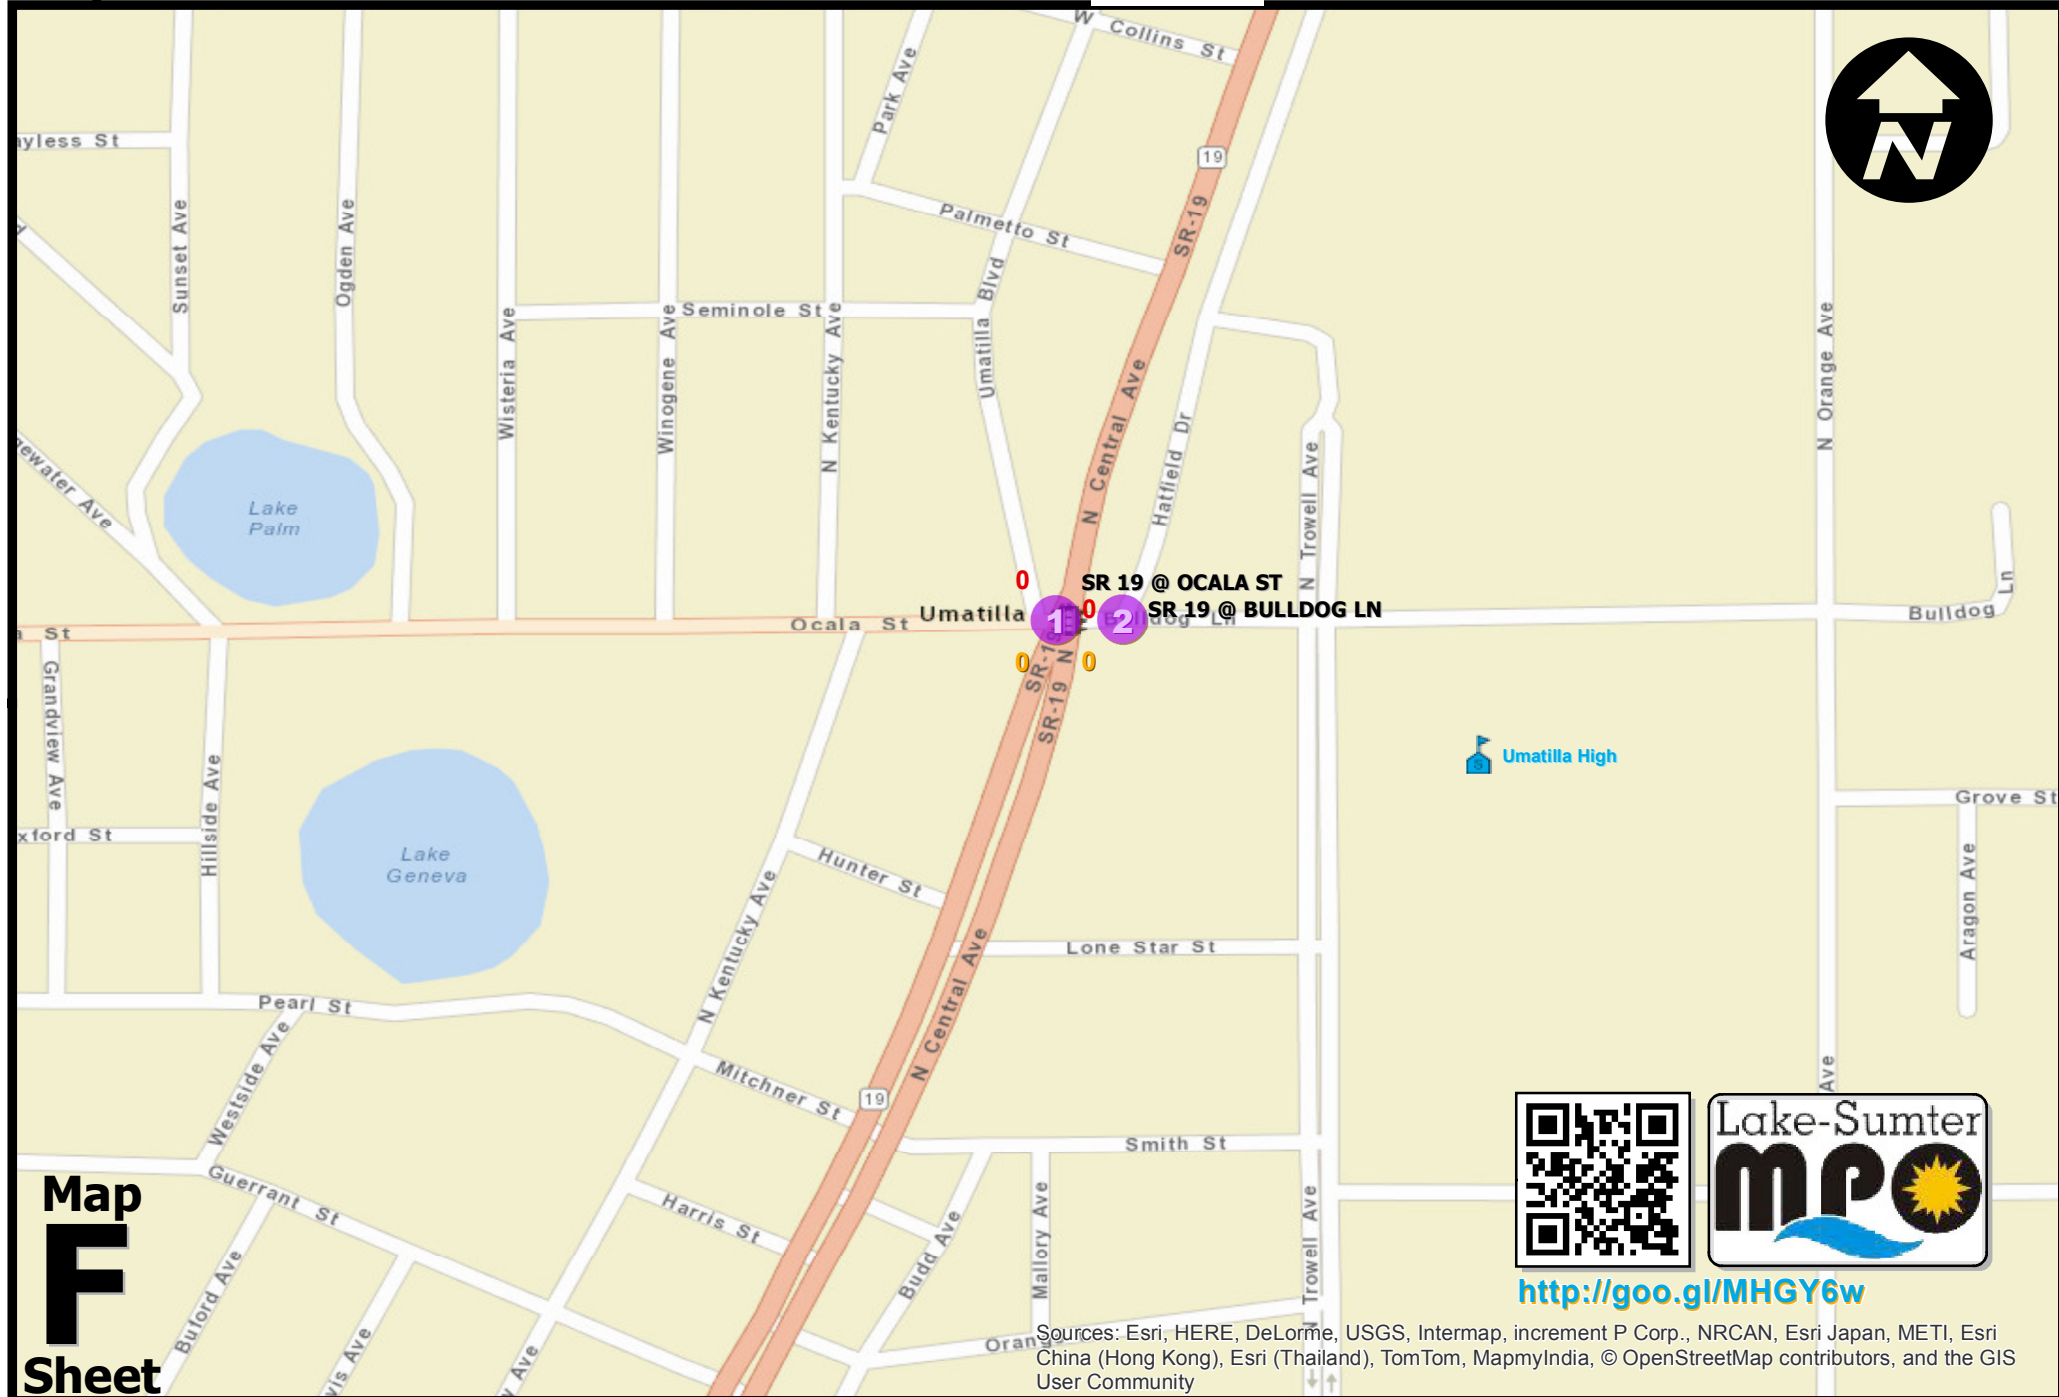 W Collins St
Park Ave
19
SR-19
Palmetto St
Sunset Ave
Ogden Ave
Umatilla Blvd
Seminole St
Wisteria Ave
Winogene Ave
N Kentucky Ave
N Central Ave
Hatfield Dr
N Trowell Ave
N Orange Ave
N
Lake
Palm
0
SR 19 @ OCALA ST
Umatilla
1
0
2
SR 19 @ BULLDOG LN
Ocala St
Bulldog Ln
St
0
0
SR-19
N
Grandview Ave
Hillside Ave
Umatilla High
S
Grove St
Aragon Ave
Lake
Geneva
Hunter St
N Kentucky Ave
Lone Star St
N Central Ave
Pearl St
Westside Ave
Mitchner St
19
Smith St
Ave
Guerrant St
Harris St
Budd Ave
Mallory Ave
N Trowell Ave
Buford Ave
Ave
Map
F
Sheet
Lake-Sumter
MPO
http://goo.gl/MHGY6w
Sources: Esri, HERE, DeLorme, USGS, Intermap, increment P Corp., NRCAN, Esri Japan, METI, Esri
China (Hong Kong), Esri (Thailand), TomTom, MapmyIndia, © OpenStreetMap contributors, and the GIS
User Community